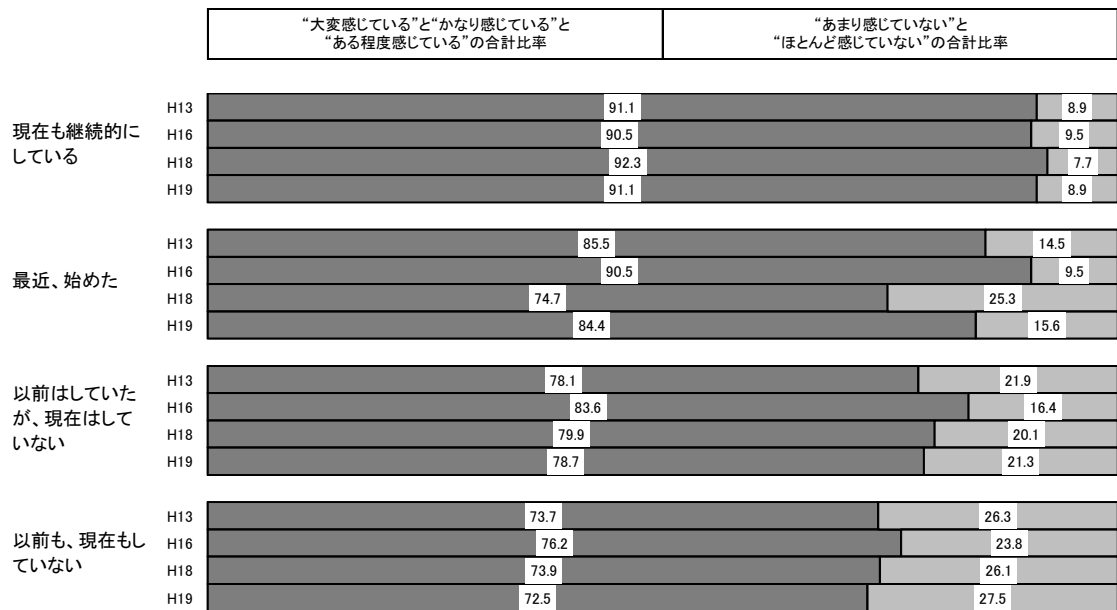 “大変感じている”と“かなり感じている”と
“ある程度感じている”の合計比率
“あまり感じていない”と
“ほとんど感じていない”の合計比率
現在も継続的に
している
H13 91.1 8.9
H16 90.5 9.5
H18 92.3 7.7
H19 91.1 8.9
最近、始めた
H13 85.5 14.5
H16 90.5 9.5
H18 74.7 25.3
H19 84.4 15.6
以前はしていた
が、現在はして
いない
H13 78.1 21.9
H16 83.6 16.4
H18 79.9 20.1
H19 78.7 21.3
以前も、現在もし
ていない
H13 73.7 26.3
H16 76.2 23.8
H18 73.9 26.1
H19 72.5 27.5